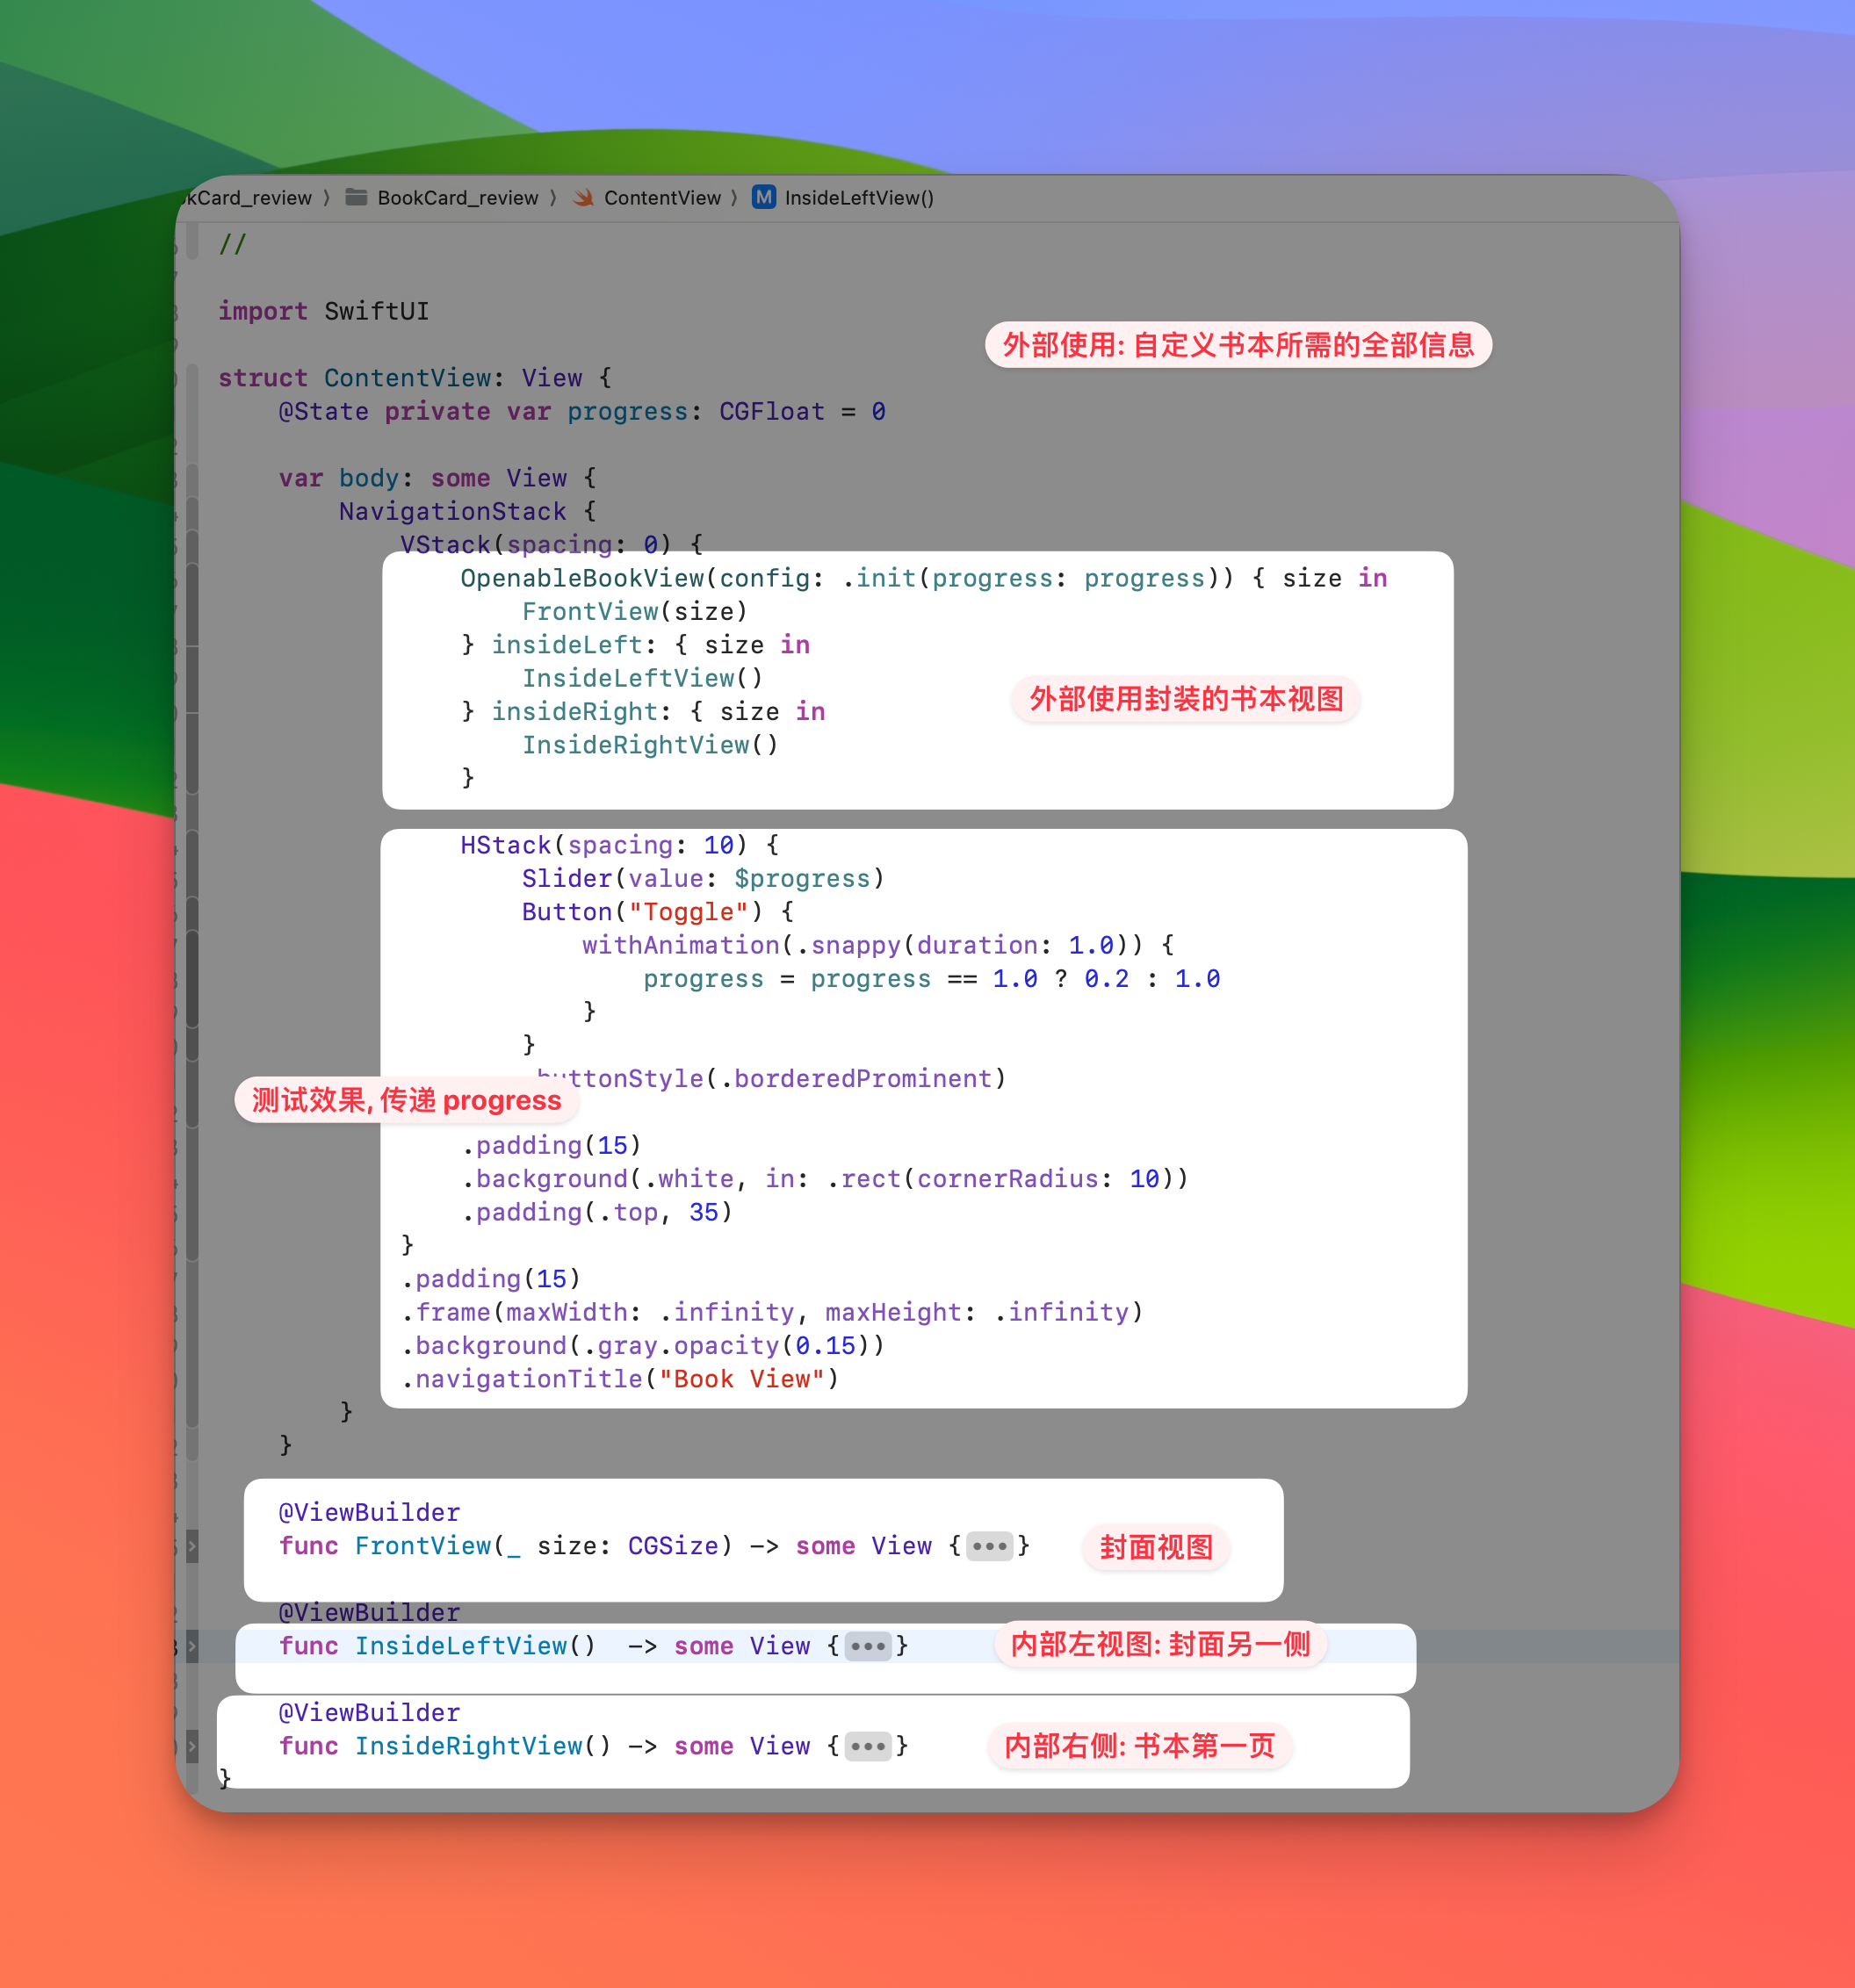 kCard_review 〉 BookCard_review 〉 ContentView 〉 M InsideLeftView()
//
import SwiftUI
外部使用: 自定义书本所需的全部信息
struct ContentView: View {
@State private var progress: CGFloat = 0
var body: some View {
NavigationStack {
VStack(spacing: 0) {
OpenableBookView(config: .init(progress: progress)) { size in
FrontView(size)
} insideLeft: { size in
InsideLeftView()
外部使用封装的书本视图
} insideRight: { size in
InsideRightView()
}
HStack(spacing: 10) {
Slider(value: $progress)
Button("Toggle") {
withAnimation(.snappy(duration: 1.0)) {
progress = progress == 1.0 ? 0.2 : 1.0
}
}
buttonStyle(.borderedProminent)
测试效果, 传递 progress
.padding(15)
.background(.white, in: .rect(cornerRadius: 10))
.padding(.top, 35)
}
.padding(15)
.frame(maxWidth: .infinity, maxHeight: .infinity)
.background(.gray.opacity(0.15))
.navigationTitle("Book View")
}
}
@ViewBuilder
func FrontView(_ size: CGSize) -> some View {•••} 封面视图
@ViewBuilder
func InsideLeftView()  -> some View {•••} 内部左视图: 封面另一侧
@ViewBuilder
func InsideRightView() -> some View {•••} 内部右侧: 书本第一页
}